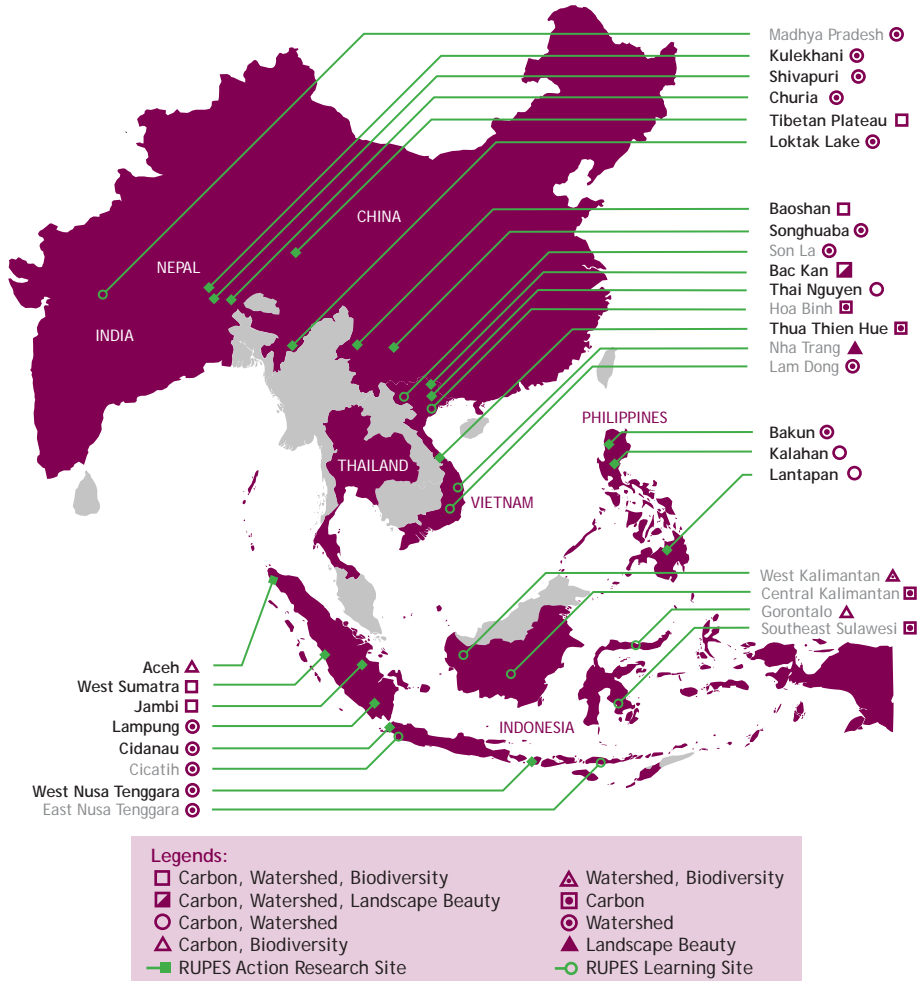 Madhya Pradesh
Kulekhani
Shivapuri
Churia
Tibetan Plateau
Loktak Lake
CHINA
NEPAL
INDIA
Baoshan
Songhuaba
Son La
Bac Kan
Thai Nguyen
Hoa Binh
Thua Thien Hue
Nha Trang
Lam Dong
PHILIPPINES
THAILAND
VIETNAM
Bakun
Kalahan
Lantapan
West Kalimantan
Central Kalimantan
Gorontalo
Southeast Sulawesi
INDONESIA
Aceh
West Sumatra
Jambi
Lampung
Cidanau
Cicatih
West Nusa Tenggara
East Nusa Tenggara
Legends:
Carbon, Watershed, Biodiversity
Carbon, Watershed, Landscape Beauty
Carbon, Watershed
Carbon, Biodiversity
RUPES Action Research Site
Watershed, Biodiversity
Carbon
Watershed
Landscape Beauty
RUPES Learning Site